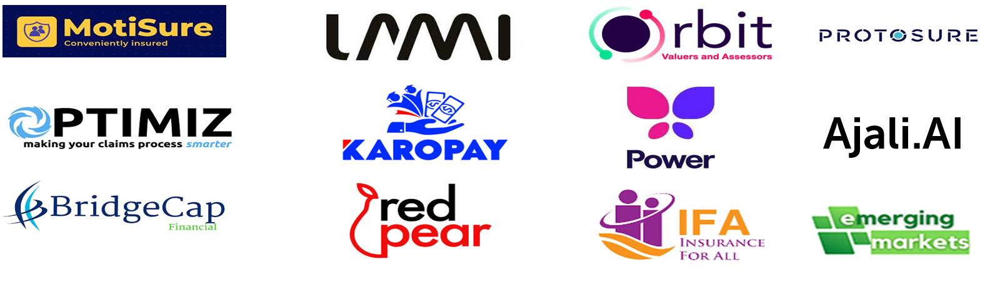 MotiSure
Conveniently insured
LAMI
Orbit
Valuers and Assessors
PROTOSURE
OPTIMIZ
making your claims process smarter
KAROPAY
Power
Ajali.AI
BridgeCap
Financial
red
pear
IFA
INSURANCE
FOR ALL
emerging
markets